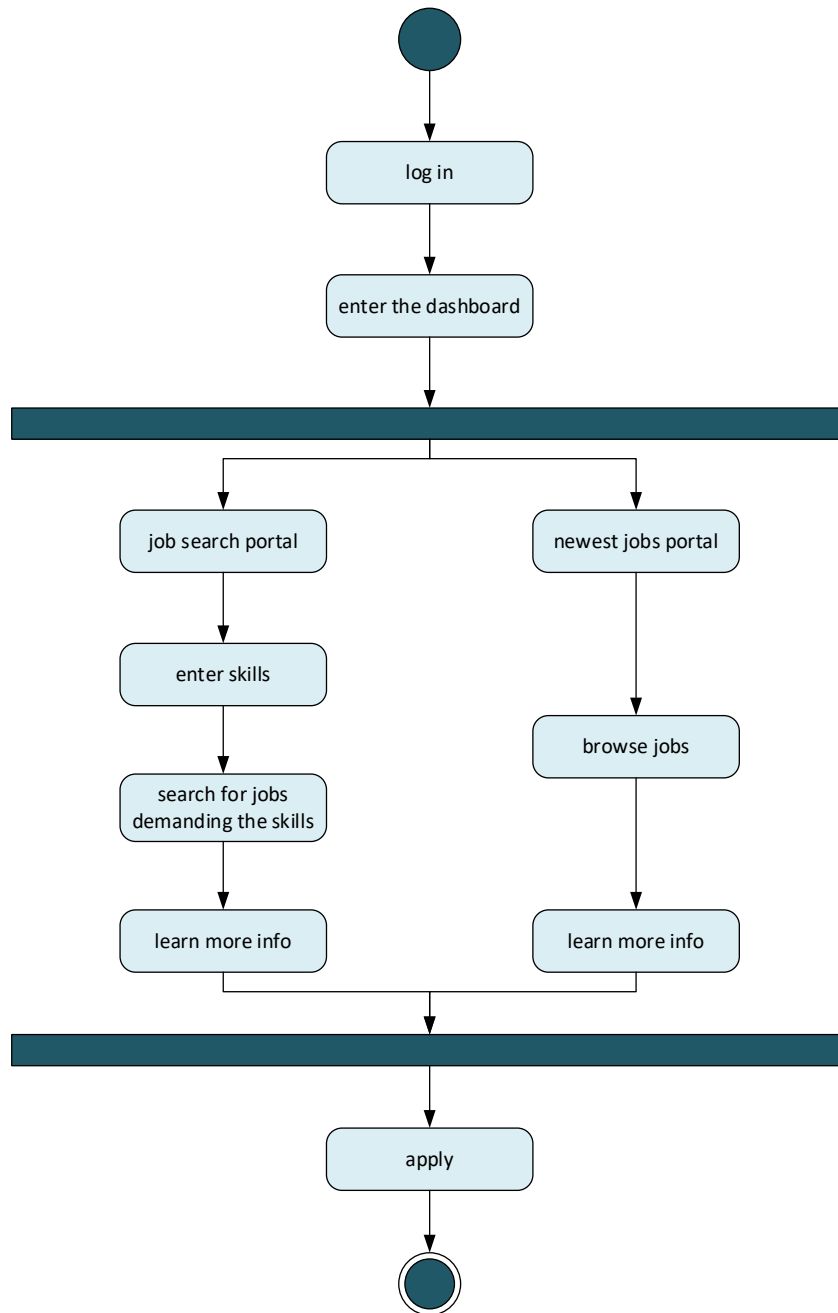 log in
enter the dashboard
job search portal
newest jobs portal
enter skills
browse jobs
search for jobs
demanding the skills
learn more info
learn more info
apply